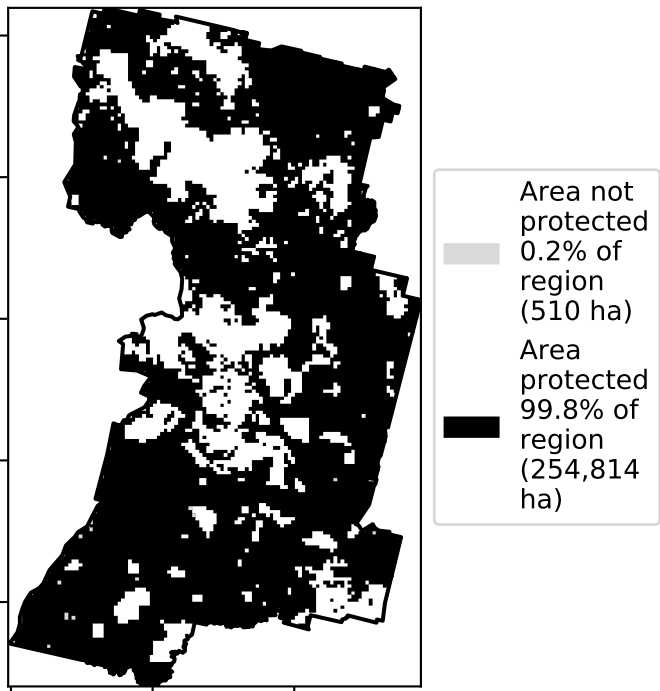 Area not
protected
0.2% of
region
(510 ha)
Area
protected
99.8% of
region
(254,814
ha)